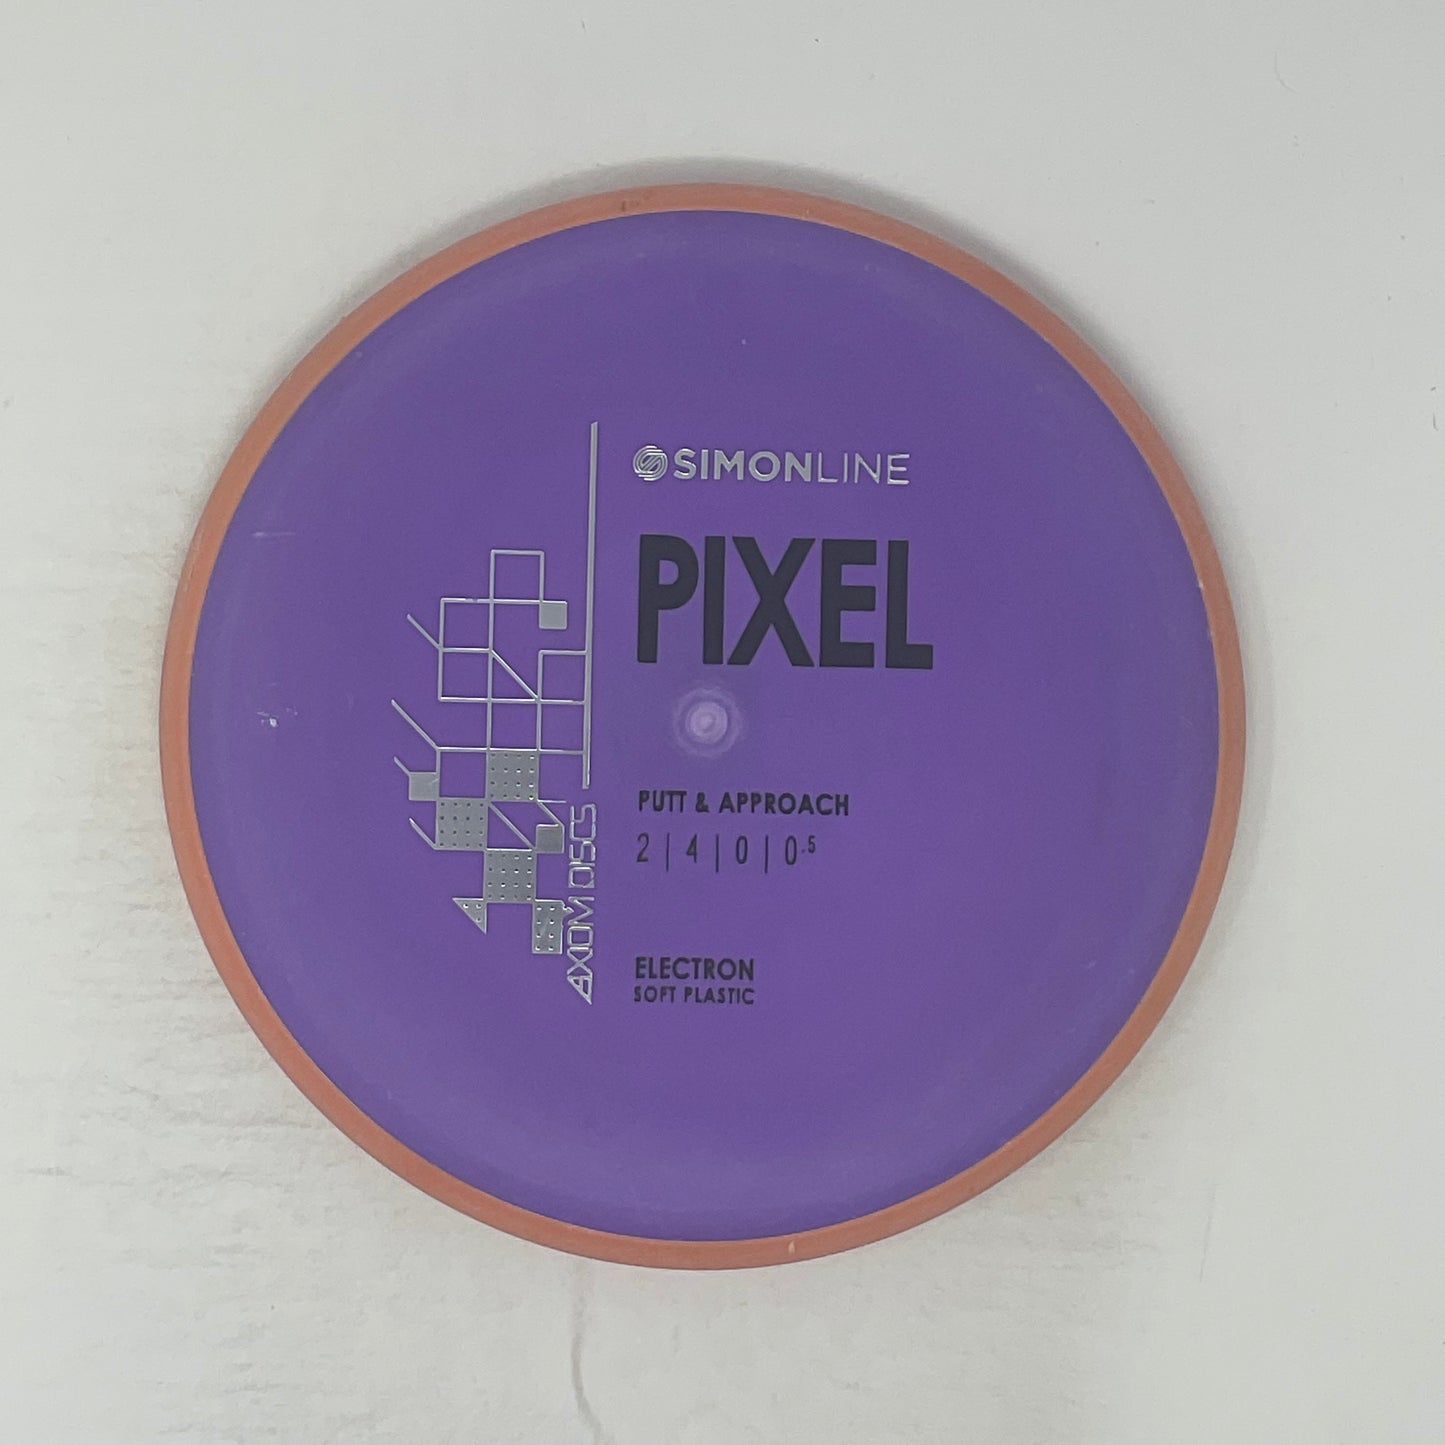 SIMONLINE
PIXEL
PUTT & APPROACH
2 | 4 | 0 | 0.5
ELECTRON
SOFT PLASTIC
AXIOM DISCS